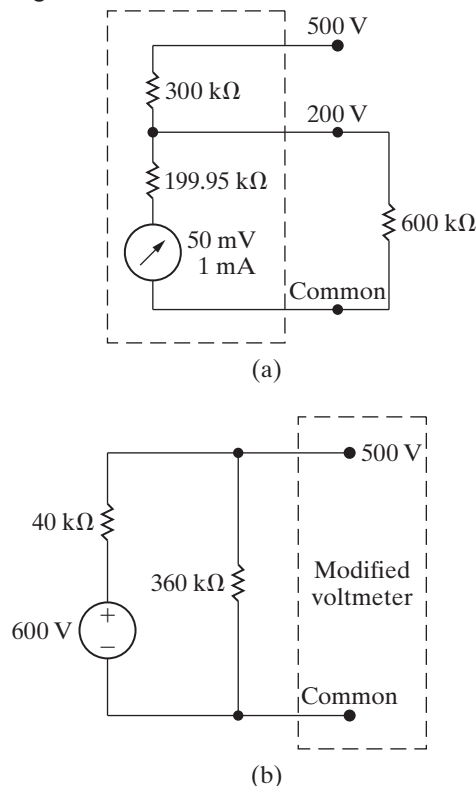 500 V
300 kΩ
200 V
199.95 kΩ
600 kΩ
50 mV
1 mA
Common
(a)
500 V
40 kΩ
360 kΩ
Modified
voltmeter
600 V
+
−
Common
(b)